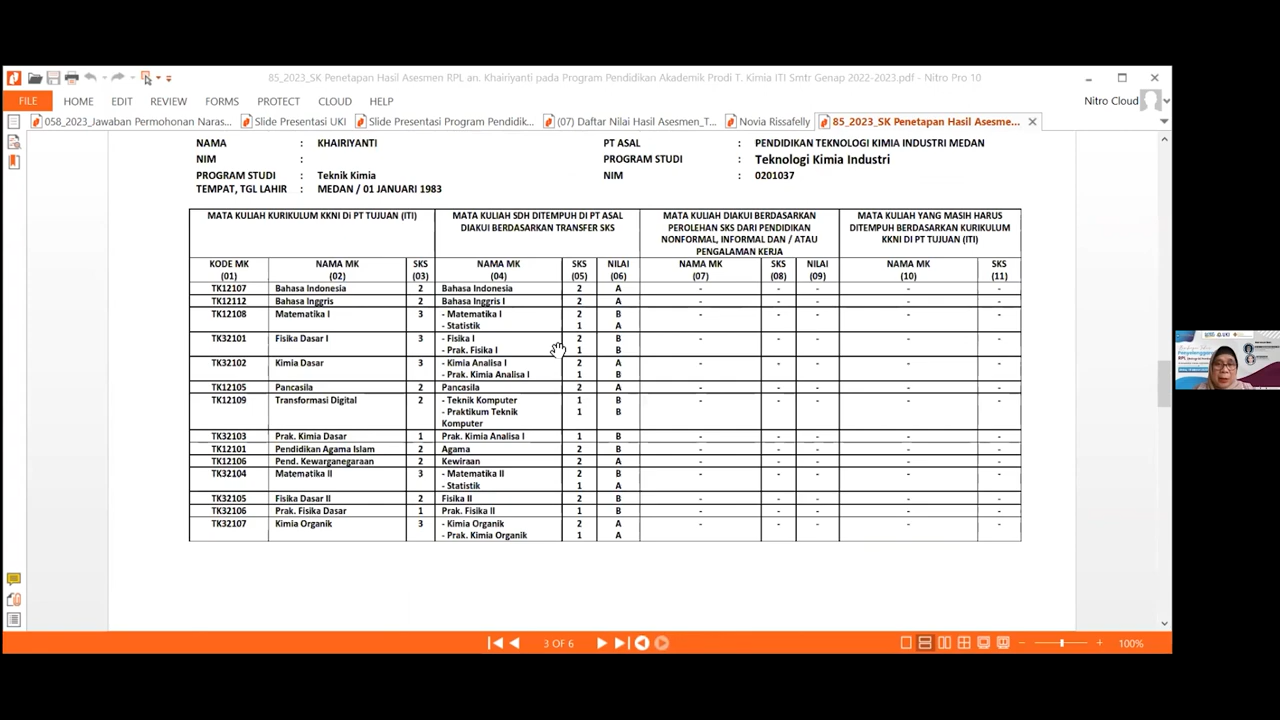 85_2023_SK Penetapan Hasil Asesmen RPL an. Khairiyanti pada Program Pendidikan Akademik Prodi T. Kimia ITI Smtr Genap 2022-2023.pdf - Nitro Pro 10
FILE HOME EDIT REVIEW FORMS PROTECT CLOUD HELP Nitro Cloud
058_2023_Jawaban Permohonan Naras... Slide Presentasi UKI Slide Presentasi Program Pendidik... (07) Daftar Nilai Hasil Asesmen_T... Novia Rissafelly 85_2023_SK Penetapan Hasil Asesme...
NAMA : KHAIRIYANTI PT ASAL : PENDIDIKAN TEKNOLOGI KIMIA INDUSTRI MEDAN
NIM : PROGRAM STUDI : Teknologi Kimia Industri
PROGRAM STUDI : Teknik Kimia NIM : 0201037
TEMPAT, TGL LAHIR : MEDAN / 01 JANUARI 1983
MATA KULIAH KURIKULUM KKNI Di PT TUJUAN (ITI) MATA KULIAH SDH DITEMPUH DI PT ASAL MATA KULIAH DIAKUI BERDASARKAN MATA KULIAH YANG MASIH HARUS
DIAKUI BERDASARKAN TRANSFER SKS PEROLEHAN SKS DARI PENDIDIKAN DITEMPUH BERDASARKAN KURIKULUM
NONFORMAL, INFORMAL DAN / ATAU KKNI DI PT TUJUAN (ITI)
PENGALAMAN KERJA
KODE MK NAMA MK SKS NAMA MK SKS NILAI NAMA MK SKS NILAI NAMA MK SKS
(01) (02) (03) (04) (05) (06) (07) (08) (09) (10) (11)
TK12107 Bahasa Indonesia 2 Bahasa Indonesia 2 A - - - - -
TK12112 Bahasa Inggris 2 Bahasa Inggris I 2 A - - - - -
TK12108 Matematika I 3 - Matematika I 2 B - - - - -
- Statistik 1 A
TK32101 Fisika Dasar I 3 - Fisika I 2 B - - - - -
- Prak. Fisika I 1 B
TK32102 Kimia Dasar 3 - Kimia Analisa I 2 A - - - - -
- Prak. Kimia Analisa I 1 B
TK12105 Pancasila 2 Pancasila 2 A - - - - -
TK12109 Transformasi Digital 2 - Teknik Komputer 1 B - - - - -
- Praktikum Teknik 1 B
Komputer
TK32103 Prak. Kimia Dasar 1 Prak. Kimia Analisa I 1 B - - - - -
TK12101 Pendidikan Agama Islam 2 Agama 2 B - - - - -
TK12106 Pend. Kewarganegaraan 2 Kewiraan 2 A - - - - -
TK32104 Matematika II 3 - Matematika II 2 B - - - - -
- Statistik 1 A
TK32105 Fisika Dasar II 2 Fisika II 2 B - - - - -
TK32106 Prak. Fisika Dasar 1 Prak. Fisika II 1 B - - - - -
TK32107 Kimia Organik 3 - Kimia Organik 2 A - - - - -
- Prak. Kimia Organik 1 A
3 OF 6 100%